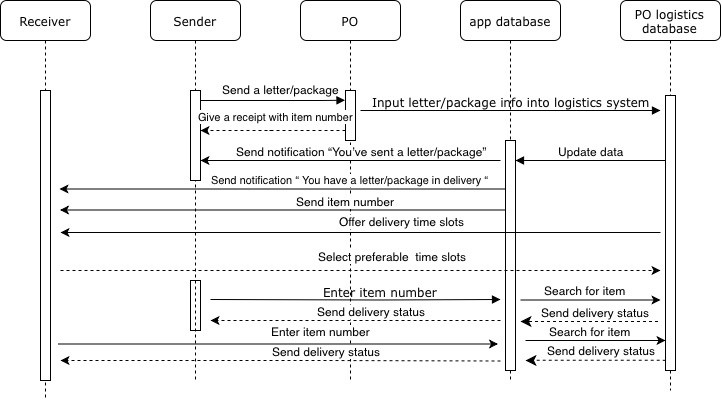 Receiver
Sender
PO
app database
PO logistics
database
Send a letter/package
Input letter/package info into logistics system
Give a receipt with item number
Send notification “You’ve sent a letter/package”
Update data
Send notification “ You have a letter/package in delivery “
Send item number
Offer delivery time slots
Select preferable time slots
Enter item number
Search for item
Send delivery status
Send delivery status
Enter item number
Search for item
Send delivery status
Send delivery status